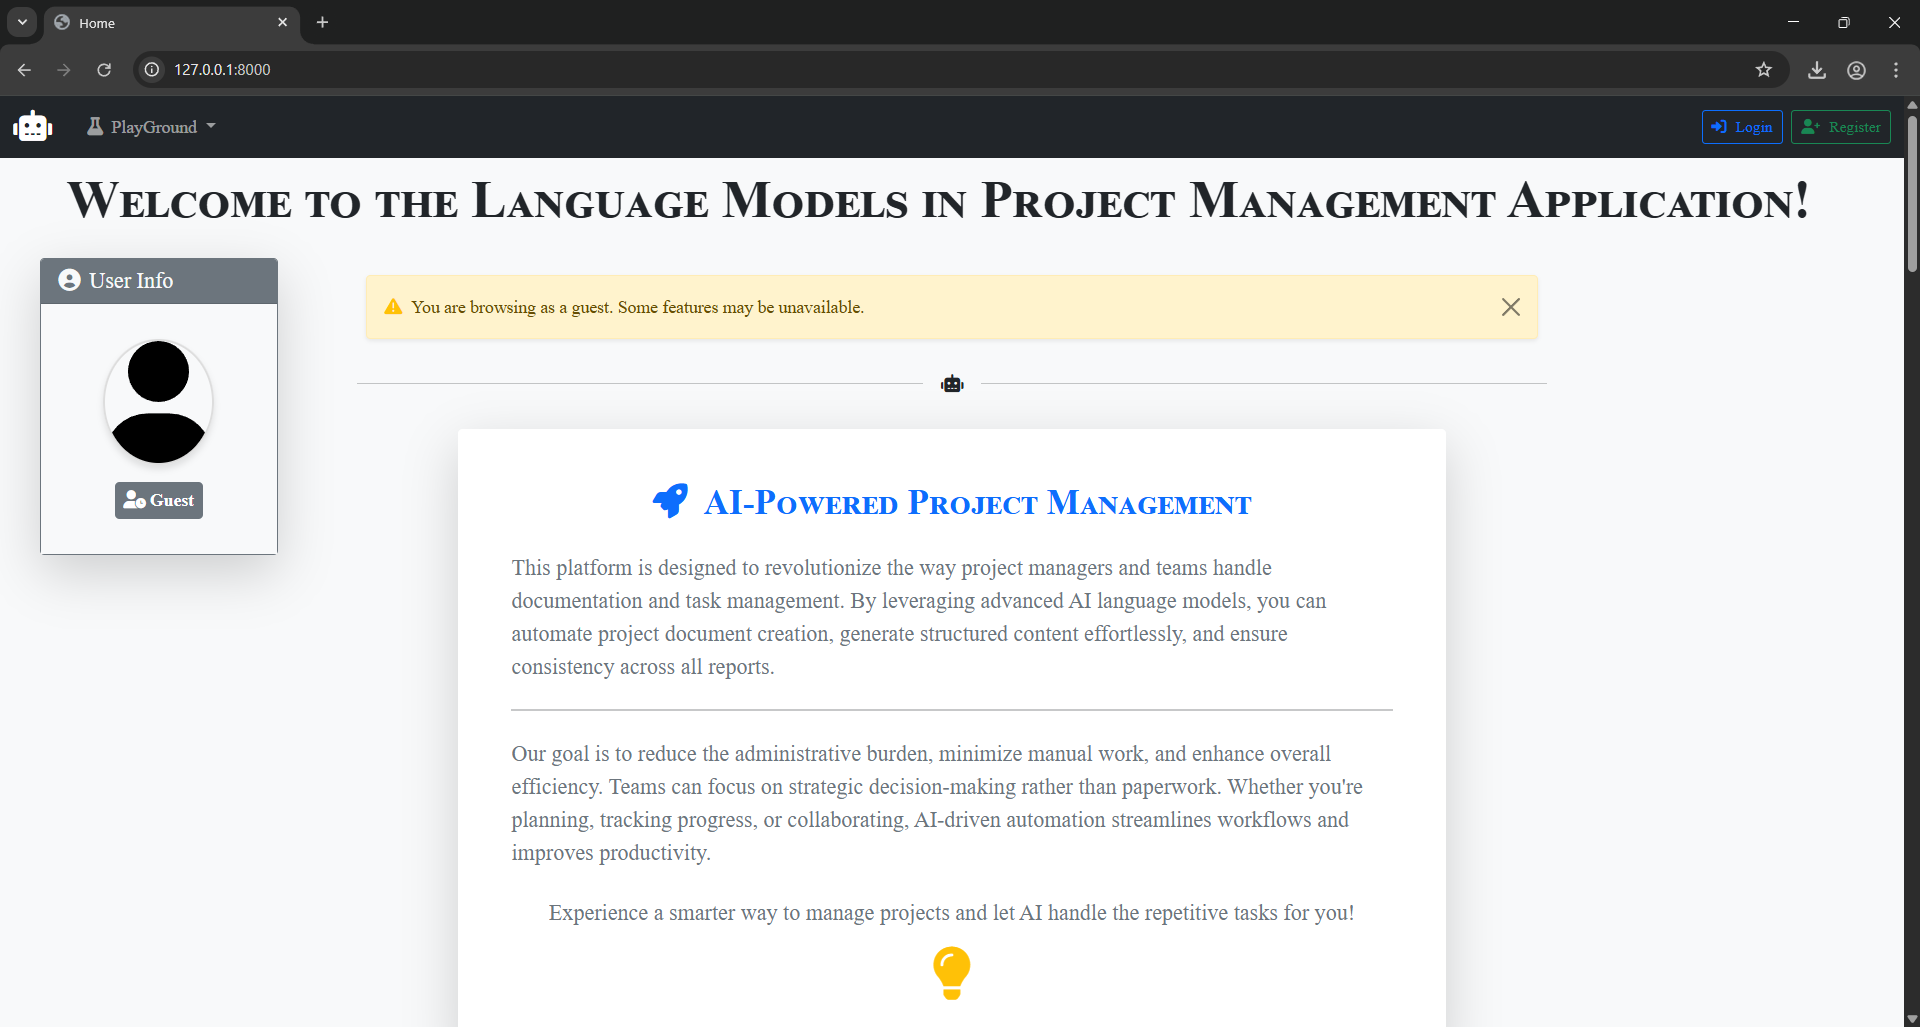 Home
127.0.0.1:8000
PlayGround
Login
Register
Welcome to the Language Models in Project Management Application!
User Info
Guest
You are browsing as a guest. Some features may be unavailable.
AI-Powered Project Management
This platform is designed to revolutionize the way project managers and teams handle
documentation and task management. By leveraging advanced AI language models, you can
automate project document creation, generate structured content effortlessly, and ensure
consistency across all reports.
Our goal is to reduce the administrative burden, minimize manual work, and enhance overall
efficiency. Teams can focus on strategic decision-making rather than paperwork. Whether you're
planning, tracking progress, or collaborating, AI-driven automation streamlines workflows and
improves productivity.
Experience a smarter way to manage projects and let AI handle the repetitive tasks for you!